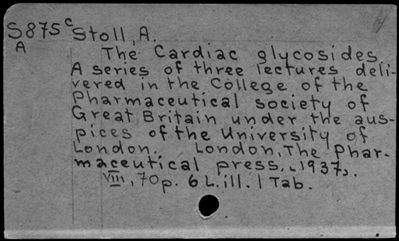 S875c Stoll, A.
A The Cardiac glycosides
A series of three lectures deli-
vered in the College of the
Pharmaceutical society of
Great Britain under the aus-
pices of the University of
London. London, The Phar-
maceutical press, 1937.
VIII, 70p. 6 L. ill. 1 Tab.